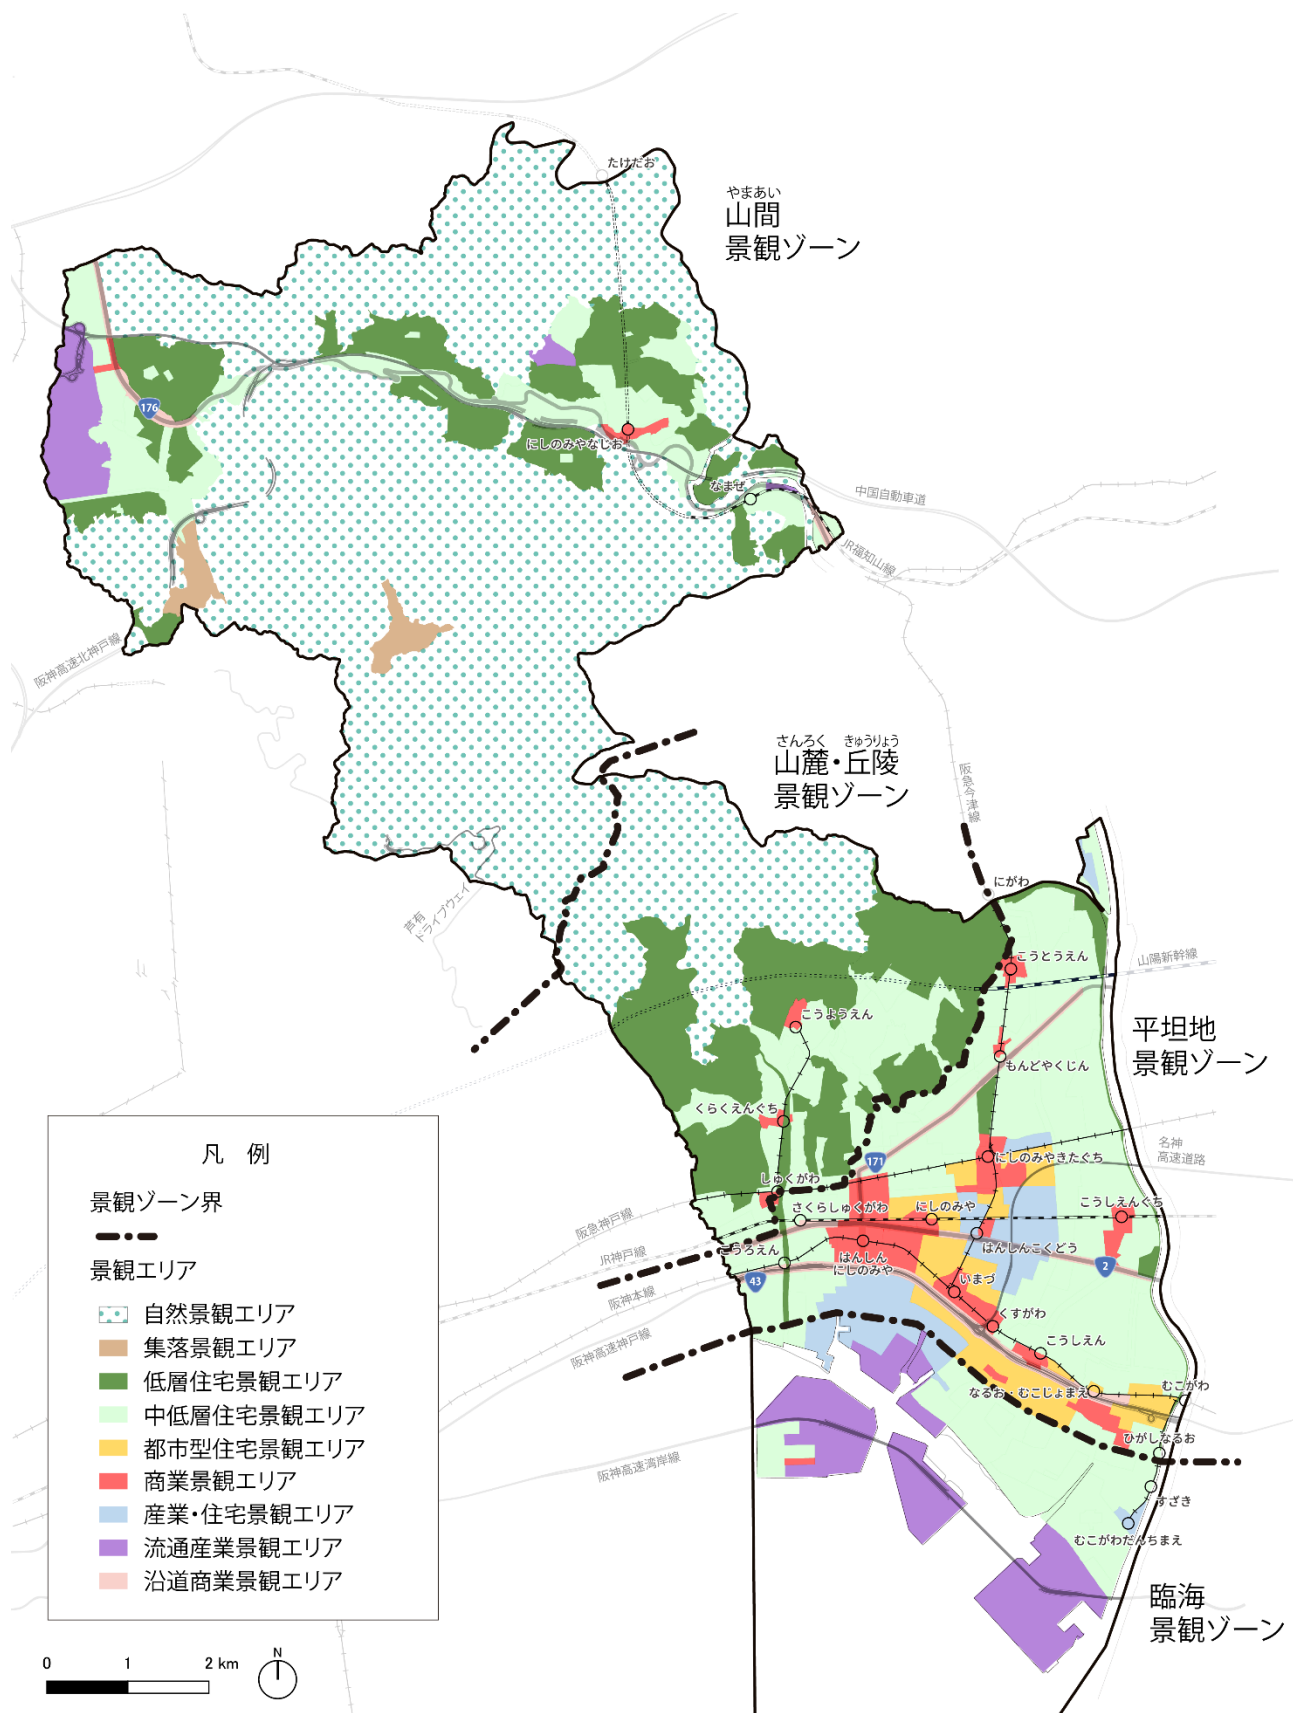 たけだお
やまあい
山間
景観ゾーン
176
にしのみやなじお
なまぜ
中国自動車道
JR福知山線
阪神高速北神戸線
さんろく きゅうりょう
山麓・丘陵
景観ゾーン
阪急今津線
芦有
ドライブウェイ
にがわ
こうとうえん
山陽新幹線
こうようえん
平坦地
景観ゾーン
もんどやくじん
くらくえんぐち
171
にしのみやきたぐち
名神
高速道路
しゅくがわ
阪急神戸線
さくらしゅくがわ
にしのみや
こうしえんぐち
JR神戸線
こうろえん
はんしん
にしのみや
はんしんこくどう
2
43
阪神本線
いまづ
くすがわ
阪神高速神戸線
こうしえん
なるお・むこじょまえ
むこがわ
ひがしなるお
阪神高速湾岸線
すざき
むこがわだんちまえ
臨海
景観ゾーン
凡 例
景観ゾーン界
景観エリア
自然景観エリア
集落景観エリア
低層住宅景観エリア
中低層住宅景観エリア
都市型住宅景観エリア
商業景観エリア
産業・住宅景観エリア
流通産業景観エリア
沿道商業景観エリア
0 1 2 km
N